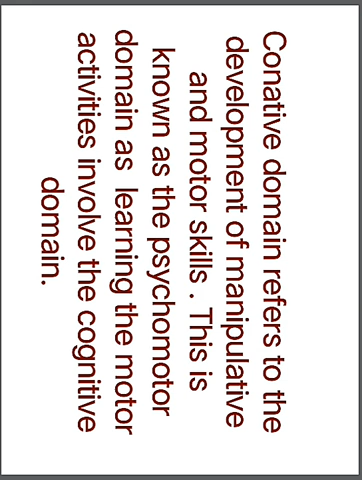 Conative domain refers to the
development of manipulative
and motor skills . This is
known as the psychomotor
domain as learning the motor
activities involve the cognitive
domain.